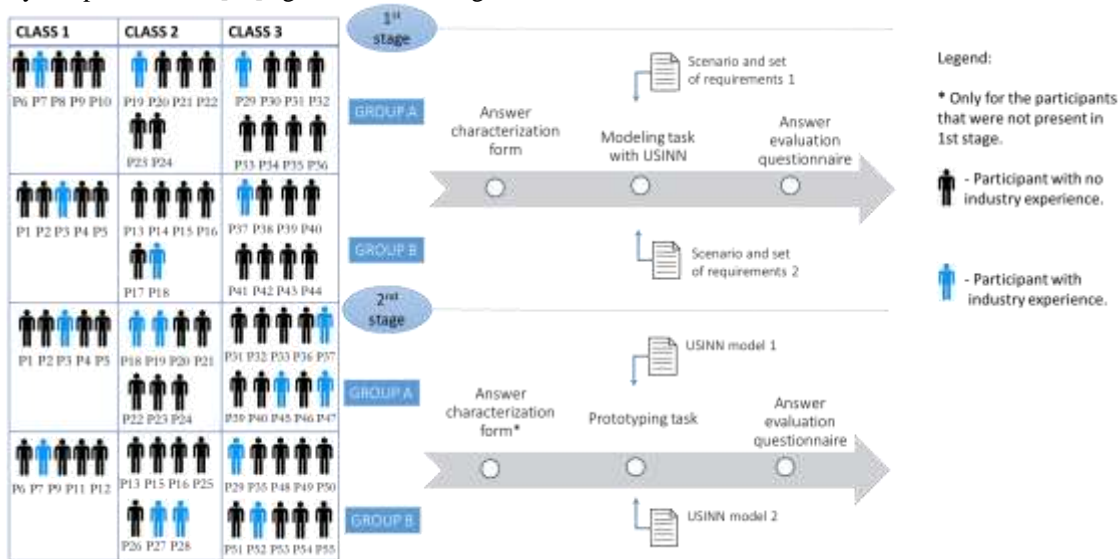 CLASS 1
CLASS 2
CLASS 3
P6 P7 P8 P9 P10
P19 P20 P21 P22
P29 P30 P31 P32
P23 P24
P33 P34 P35 P36
P1 P2 P3 P4 P5
P13 P14 P15 P16
P37 P38 P39 P40
P17 P18
P41 P42 P43 P44
P1 P2 P3 P4 P5
P18 P19 P20 P21
P31 P32 P33 P36 P37
P22 P23 P24
P39 P40 P45 P46 P47
P6 P7 P9 P11 P12
P13 P15 P16 P25
P29 P35 P48 P49 P50
P26 P27 P28
P51 P52 P53 P54 P55
1st
stage
GROUP A
Answer
characterization
form
Scenario and set
of requirements 1
Modeling task
with USINN
Answer
evaluation
questionnaire
GROUP B
Scenario and set
of requirements 2
2nd
stage
GROUP A
Answer
characterization
form*
USINN model 1
Prototyping task
Answer
evaluation
questionnaire
GROUP B
USINN model 2
Legend:
* Only for the participants
that were not present in
1st stage.
- Participant with no
industry experience.
- Participant with
industry experience.